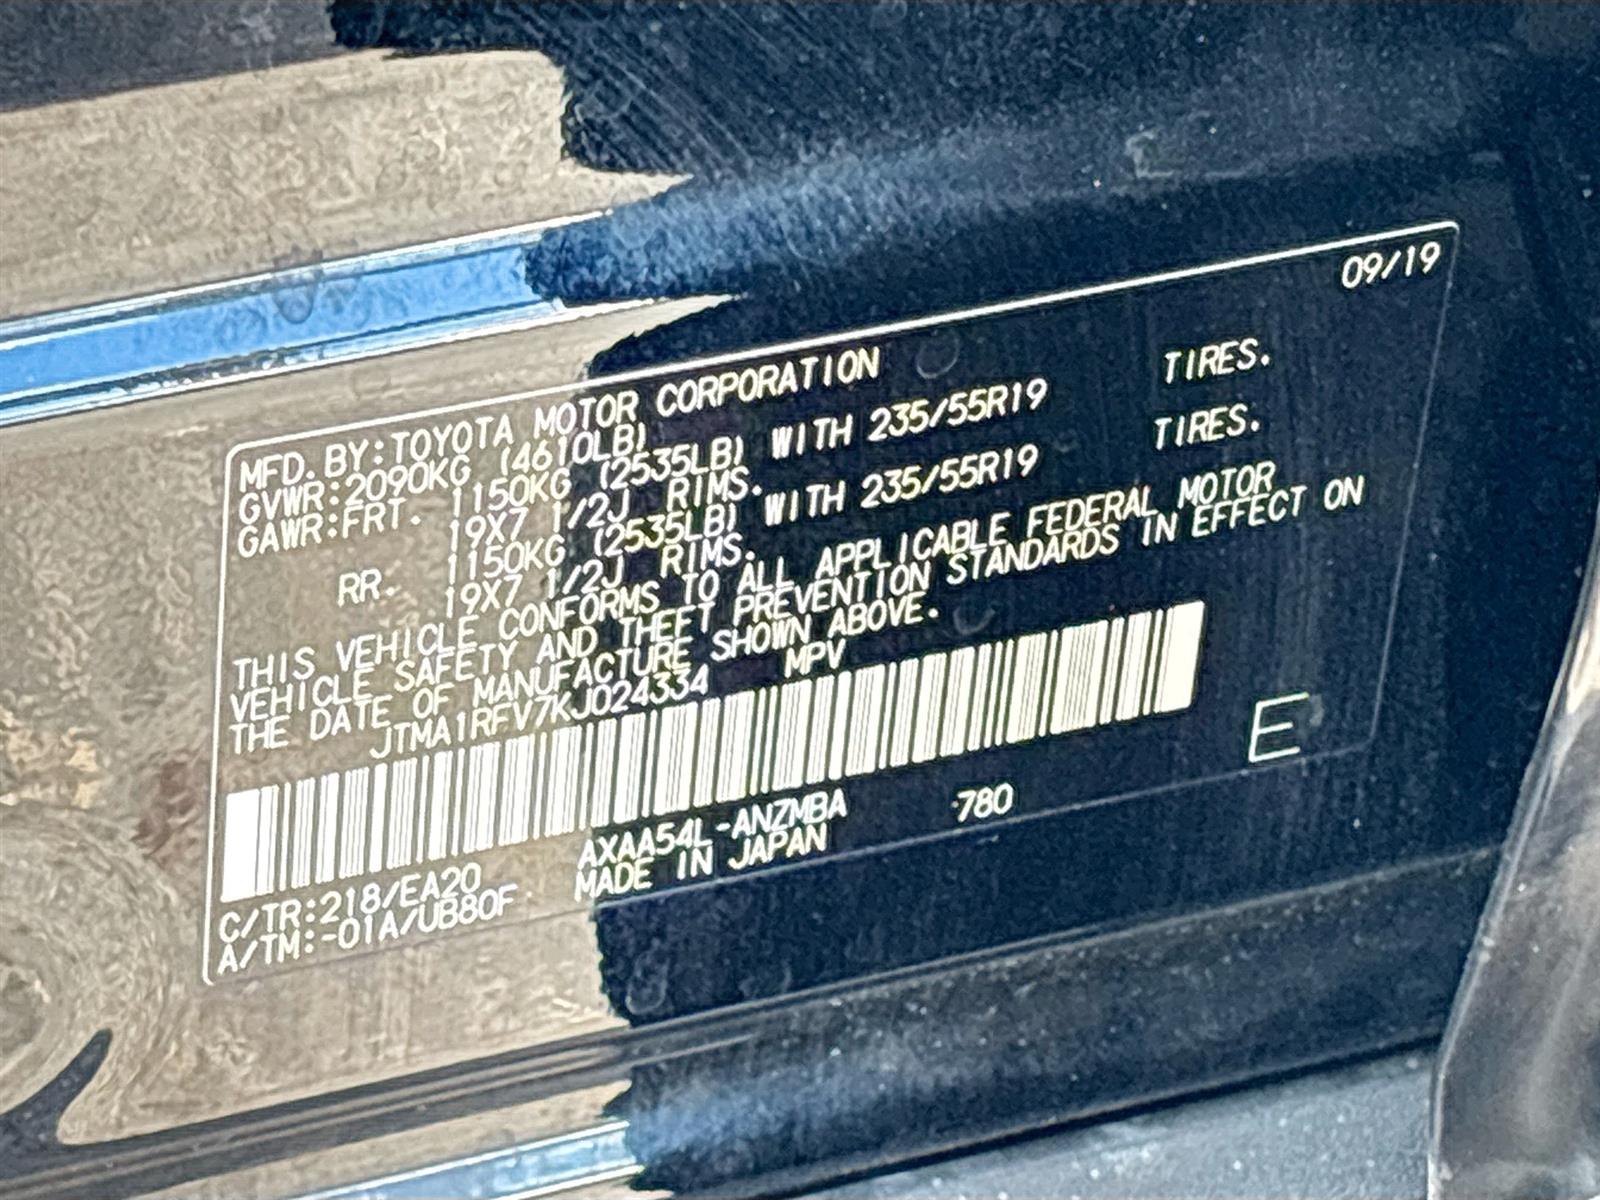 09/19
MFD. BY:TOYOTA MOTOR CORPORATION
GVWR:2090KG (4610LB)
GAWR:FRT. 1150KG (2535LB) WITH 235/55R19 TIRES.
19X7 1/2J RIMS.
RR. 1150KG (2535LB) WITH 235/55R19 TIRES.
19X7 1/2J RIMS.
THIS VEHICLE CONFORMS TO ALL APPLICABLE FEDERAL MOTOR
VEHICLE SAFETY AND THEFT PREVENTION STANDARDS IN EFFECT ON
THE DATE OF MANUFACTURE SHOWN ABOVE.
JTMA1RFV7KJ024334 MPV
E
C/TR:218/EA20 AXAA54L-ANZMBA 780
A/TM:-01A/UB80F MADE IN JAPAN